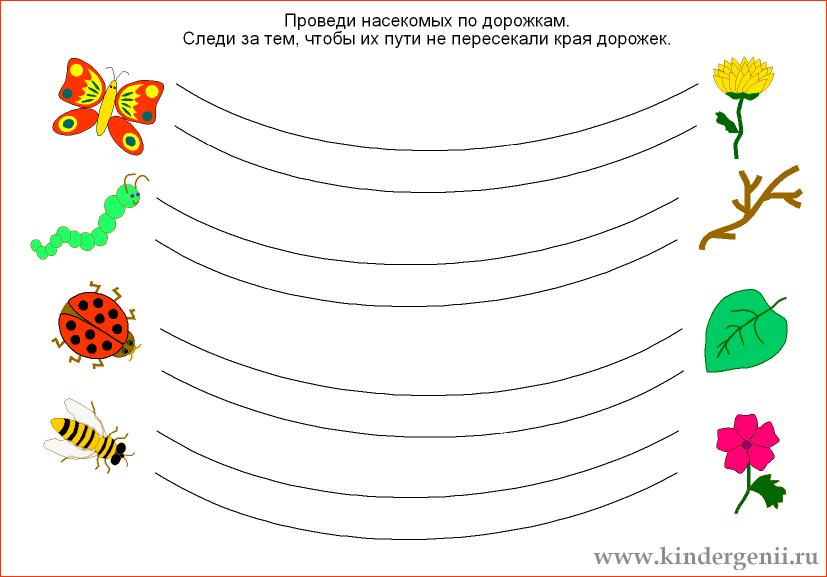 Проведи насекомых по дорожкам.
Следи за тем, чтобы их пути не пересекали края дорожек.
www.kindergenii.ru